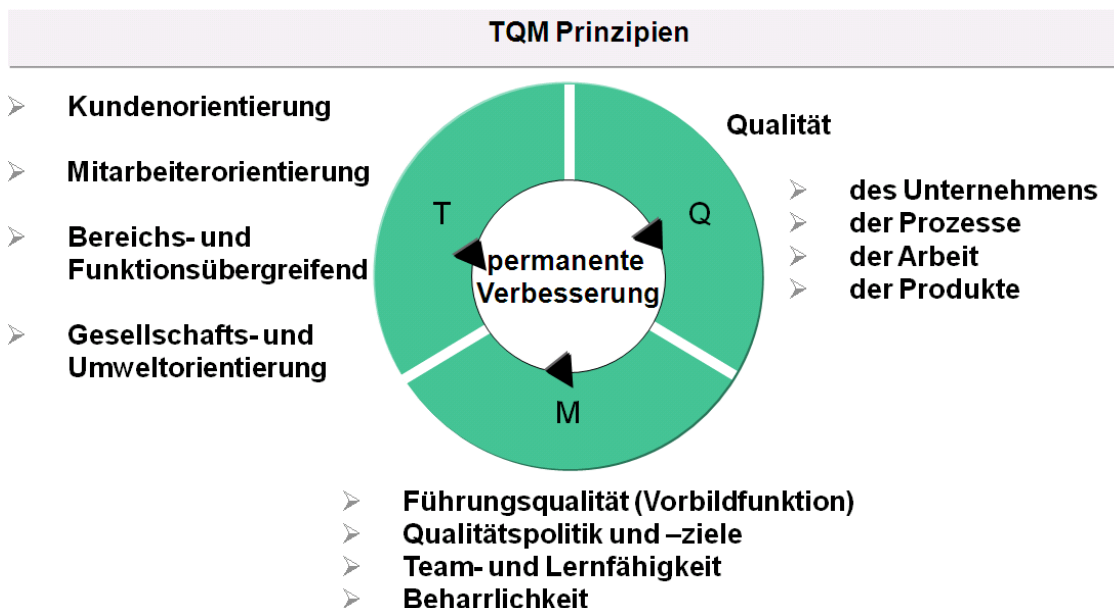 TQM Prinzipien
Kundenorientierung
Mitarbeiterorientierung
Bereichs- und
Funktionsübergreifend
Gesellschafts- und
Umweltorientierung
T
Q
M
permanente
Verbesserung
Qualität
des Unternehmens
der Prozesse
der Arbeit
der Produkte
Führungsqualität (Vorbildfunktion)
Qualitätspolitik und –ziele
Team- und Lernfähigkeit
Beharrlichkeit